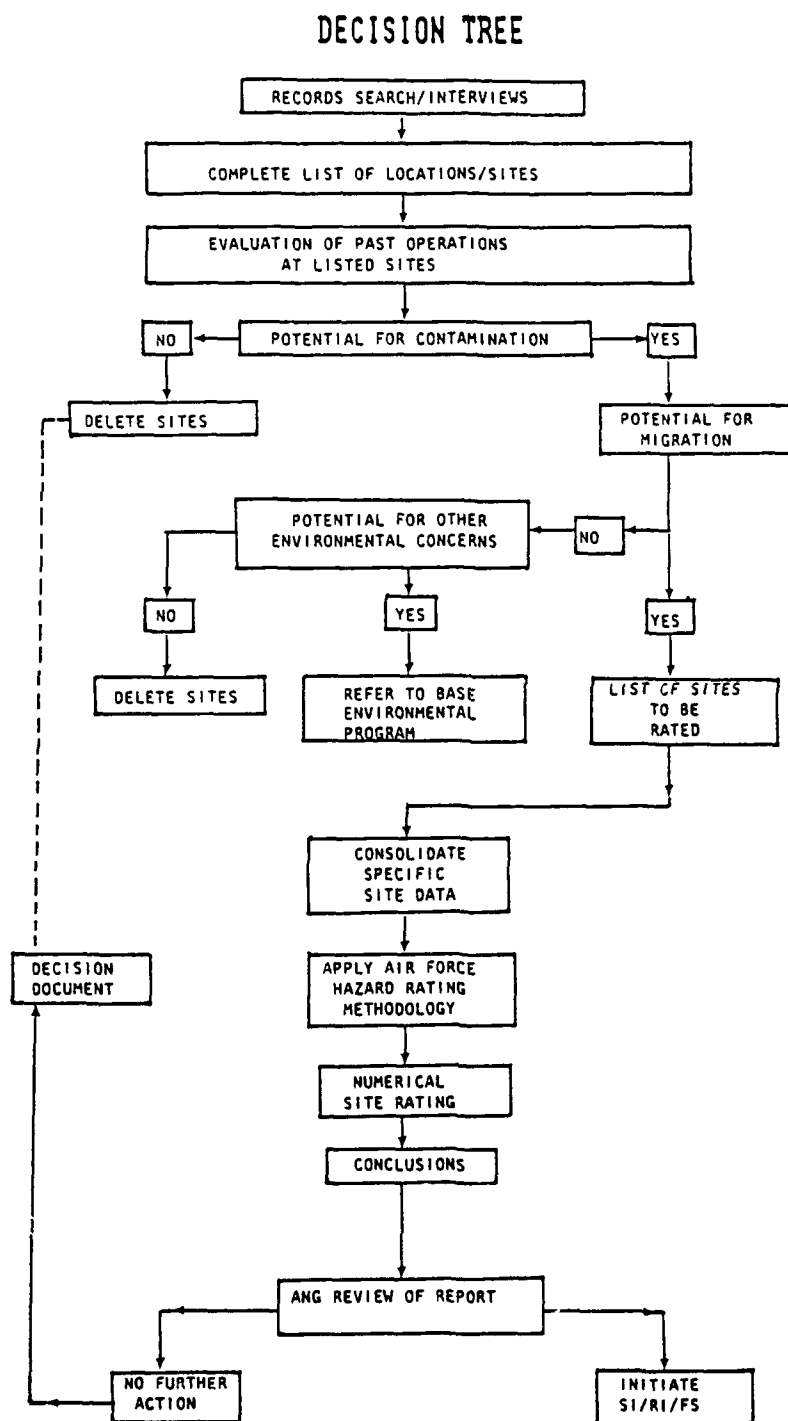 DECISION TREE
RECORDS SEARCH/INTERVIEWS
COMPLETE LIST OF LOCATIONS/SITES
EVALUATION OF PAST OPERATIONS
AT LISTED SITES
NO
POTENTIAL FOR CONTAMINATION
YES
DELETE SITES
POTENTIAL FOR
MIGRATION
POTENTIAL FOR OTHER
ENVIRONMENTAL CONCERNS
NO
NO
YES
YES
DELETE SITES
REFER TO BASE
ENVIRONMENTAL
PROGRAM
LIST OF SITES
TO BE
RATED
CONSOLIDATE
SPECIFIC
SITE DATA
DECISION
DOCUMENT
APPLY AIR FORCE
HAZARD RATING
METHODOLOGY
NUMERICAL
SITE RATING
CONCLUSIONS
ANG REVIEW OF REPORT
NO FURTHER
ACTION
INITIATE
SI/RI/FS